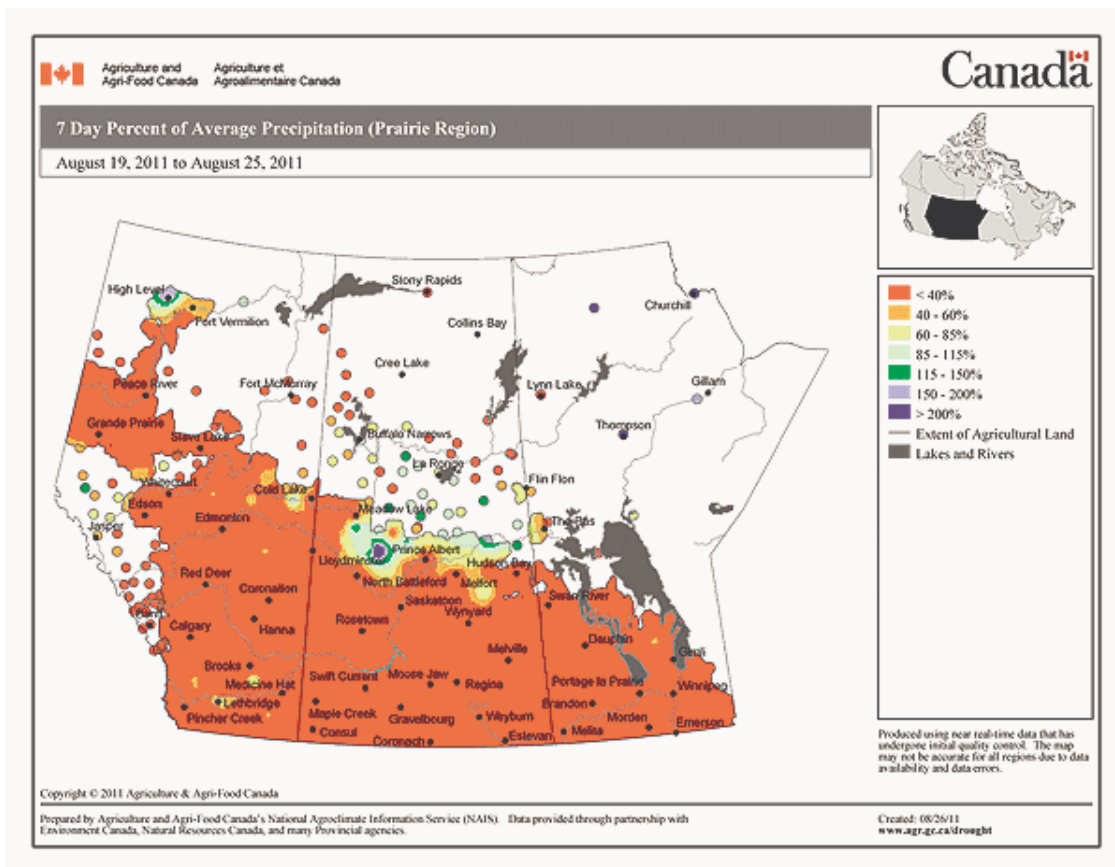 Agriculture and Agriculture et
Agri-Food Canada Agroalimentaire Canada
Canada
7 Day Percent of Average Precipitation (Prairie Region)
August 19, 2011 to August 25, 2011
High Level
Fort Vermilion
Stony Rapids
Churchill
Collins Bay
Peace River
Fort McMurray
Cree Lake
Lynn Lake
Gillam
Grande Prairie
Slave Lake
Buffalo Narrows
Thompson
La Ronge
Flin Flon
Whitecourt
Cold Lake
Edson
Meadow Lake
The Pas
Jasper
Edmonton
Lloydminster
Prince Albert
Hudson Bay
Red Deer
North Battleford
Melfort
Coronation
Saskatoon
Swan River
Banff
Calgary
Hanna
Rosetown
Wynyard
Dauphin
Gimli
Brooks
Melville
Medicine Hat
Swift Current
Moose Jaw
Regina
Portage la Prairie
Winnipeg
Lethbridge
Pincher Creek
Maple Creek
Gravelbourg
Weyburn
Brandon
Morden
Emerson
Consul
Coronach
Estevan
Melita
< 40%
40 - 60%
60 - 85%
85 - 115%
115 - 150%
150 - 200%
> 200%
Extent of Agricultural Land
Lakes and Rivers
Produced using near real-time data that has
undergone initial quality control. The map
may not be accurate for all regions due to data
availability and data errors.
Copyright © 2011 Agriculture & Agri-Food Canada
Prepared by Agriculture and Agri-Food Canada's National Agroclimate Information Service (NAIS). Data provided through partnership with
Environment Canada, Natural Resources Canada, and many Provincial agencies.
Created: 08/26/11
www.agr.gc.ca/drought